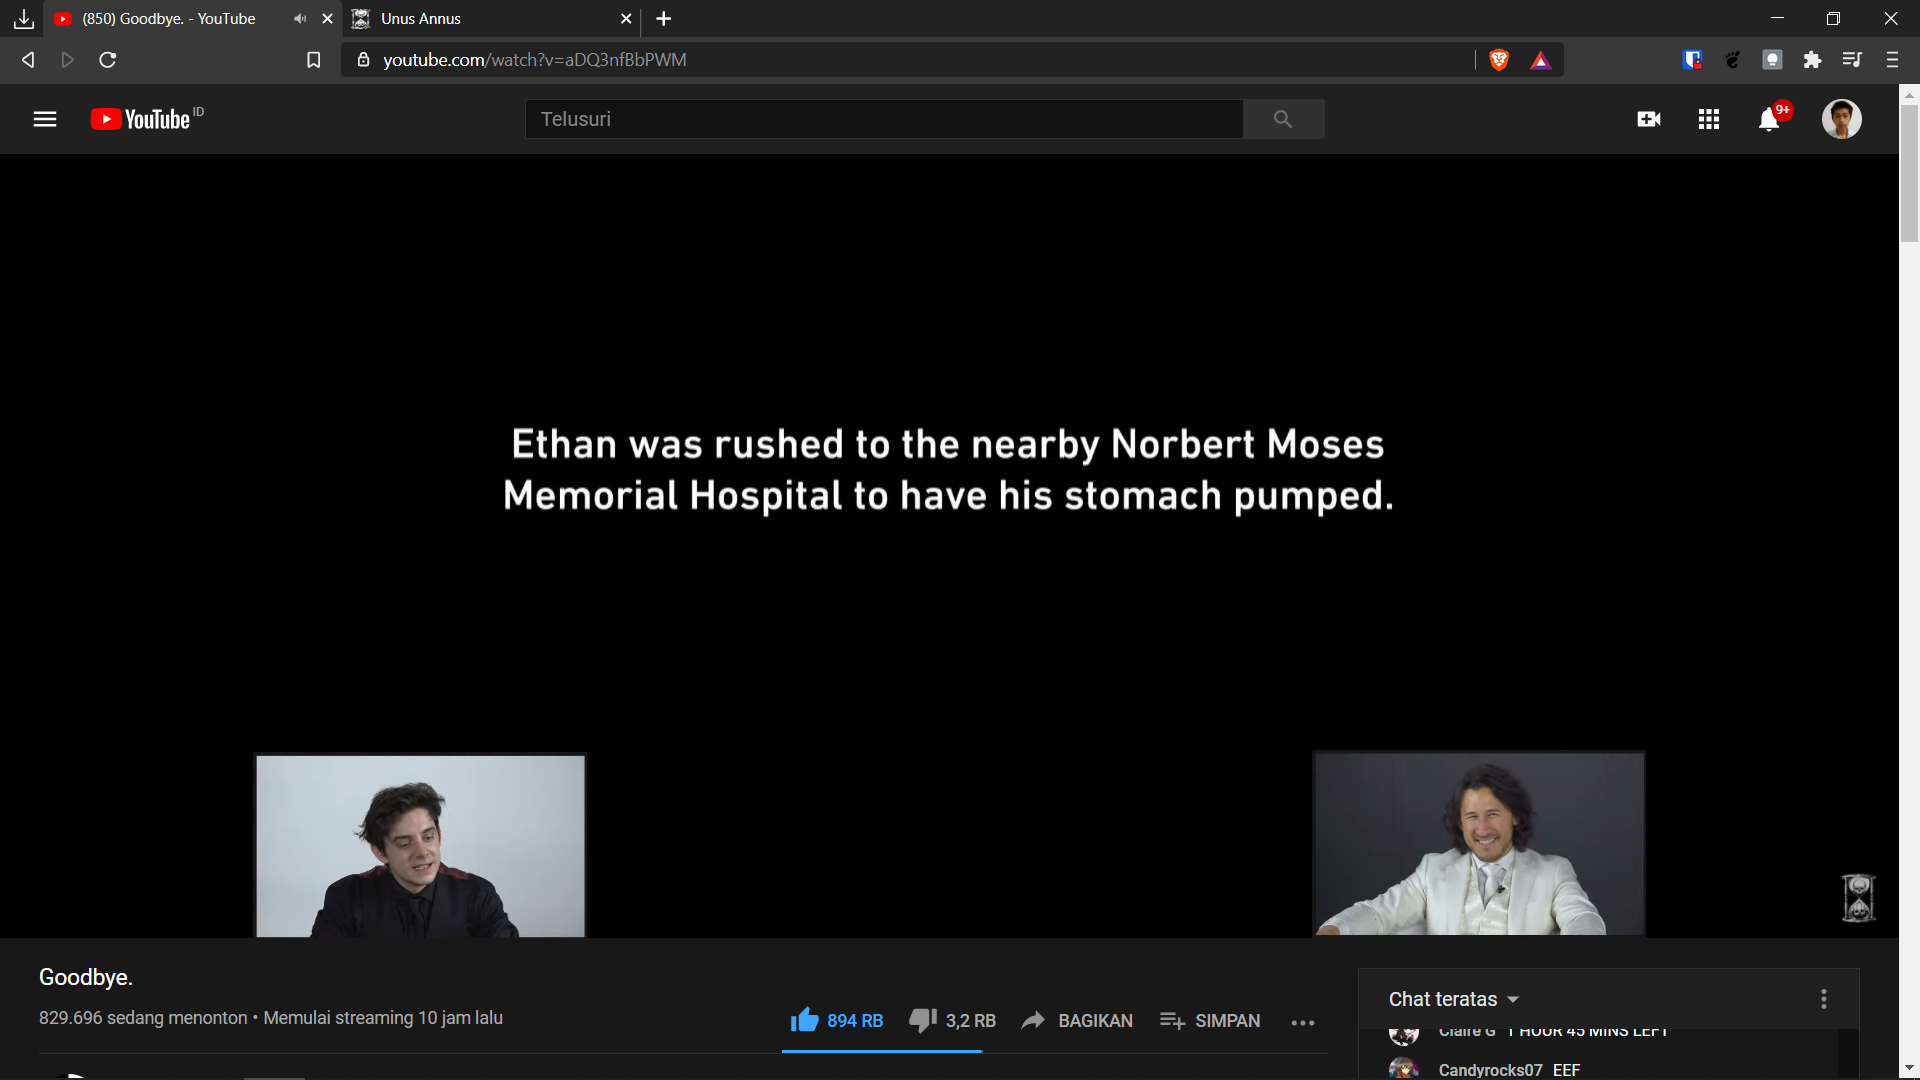 (850) Goodbye. - YouTube
Unus Annus
youtube.com/watch?v=aDQ3nfBbPWM
YouTube ID
Telusuri
9+
Ethan was rushed to the nearby Norbert Moses
Memorial Hospital to have his stomach pumped.
Goodbye.
829.696 sedang menonton • Memulai streaming 10 jam lalu
894 RB
3,2 RB
BAGIKAN
SIMPAN
Chat teratas
Claire G 1 HOUR 45 MINS LEFT
Candyrocks07 EEF